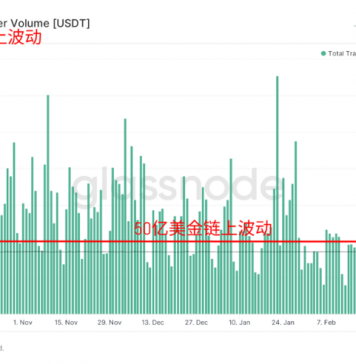 er Volume [USDT]
上波动
Total Tra
glassnode
50亿美金链上波动
1. Nov
15. Nov
29. Nov
13. Dec
27. Dec
10. Jan
24. Jan
7. Feb